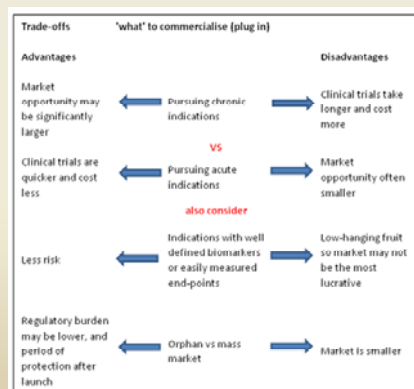 Trade-offs 'what' to commercialise (plug in)
Advantages Disadvantages
Market
opportunity may
be significantly
larger
Pursuing chronic
indications
Clinical trials take
longer and cost
more
VS
Clinical trials are
quicker and cost
less
Pursuing acute
indications
Market
opportunity often
smaller
also consider
Less risk
Indications with well
defined biomarkers
or easily measured
end-points
Low-hanging fruit
so market may not
be the most
lucrative
Regulatory burden
may be lower, and
period of
protection after
launch
Orphan vs mass
market
Market is smaller